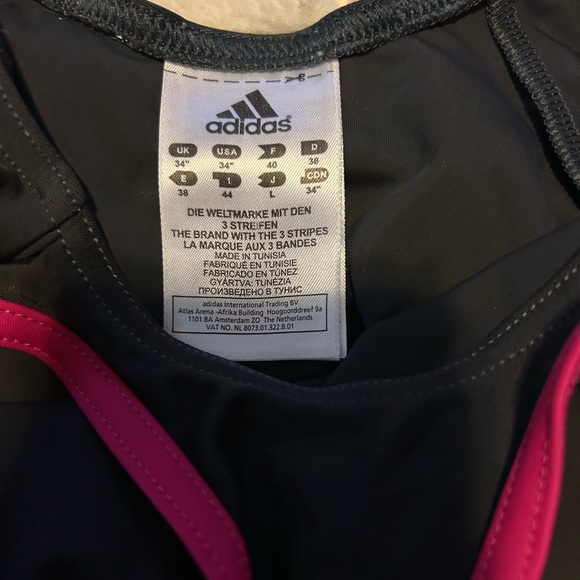 adidas
UK USA F D
34" 34" 40 38
E I J CDN
38 44 L 34"
DIE WELTMARKE MIT DEN
3 STREIFEN
THE BRAND WITH THE 3 STRIPES
LA MARQUE AUX 3 BANDES
MADE IN TUNISIA
FABRIQUÉ EN TUNISIE
FABRICADO EN TÚNEZ
GYÁRTVA: TUNÉZIA
ПРОИЗВЕДЕНО В ТУНИС
adidas International Trading BV
Atlas Arena -Afrika Building Hoogoorddreef 9a
1101 BA Amsterdam ZO The Netherlands
VAT NO. NL 8073.01.322.B.01